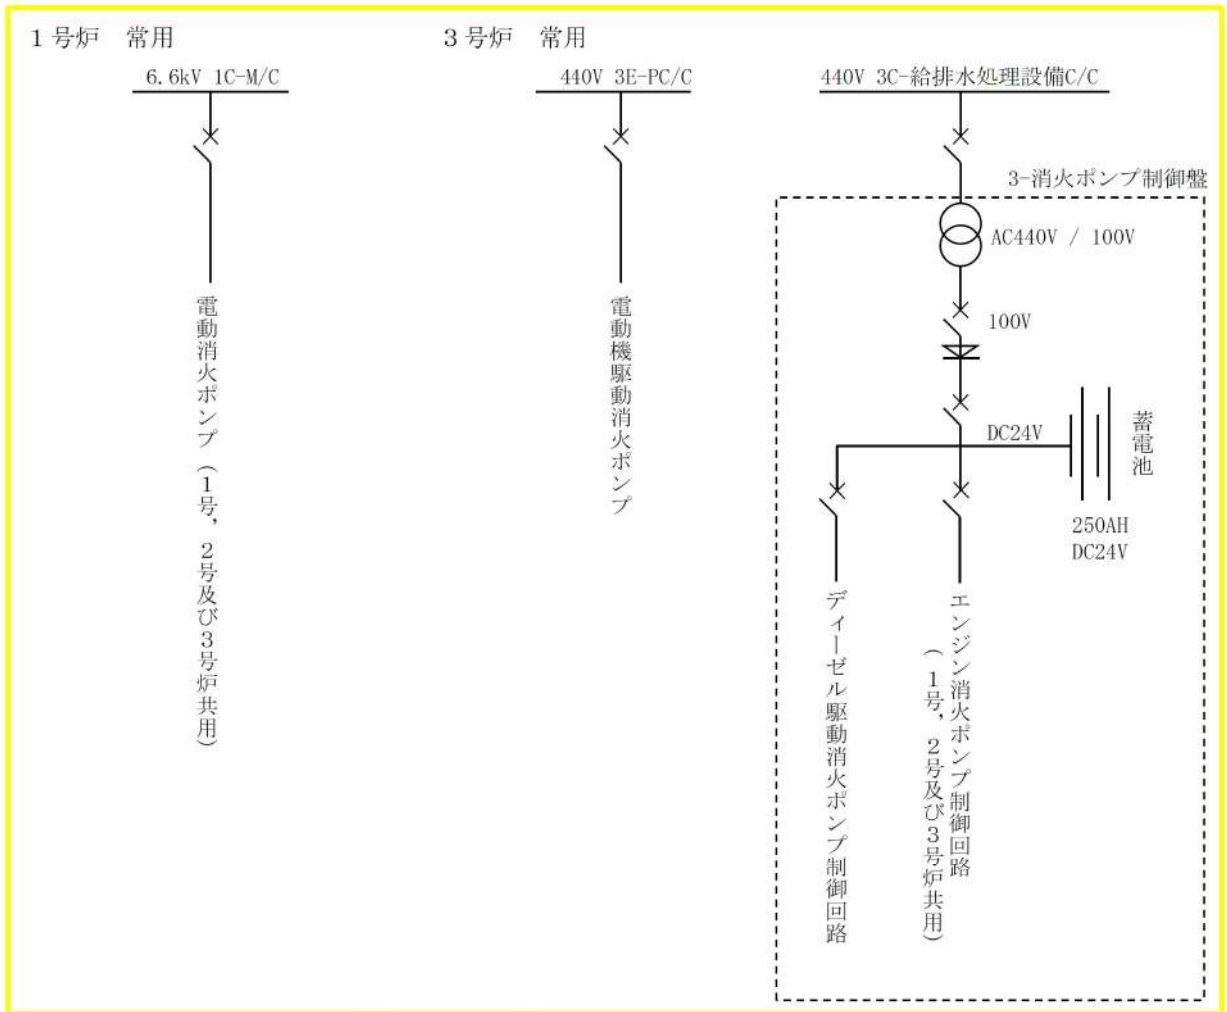 1号炉 常用
6.6kV 1C-M/C
電動消火ポンプ（1号，2号及び3号炉共用）
3号炉 常用
440V 3E-PC/C
電動機駆動消火ポンプ
440V 3C-給排水処理設備C/C
3-消火ポンプ制御盤
AC440V / 100V
100V
DC24V
蓄電池
250AH
DC24V
エンジン消火ポンプ制御回路
（1号，2号及び3号炉共用）
ディーゼル駆動消火ポンプ制御回路